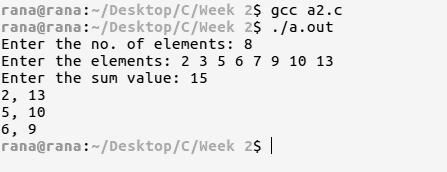 rana@rana:~/Desktop/C/Week 2$ gcc a2.c
rana@rana:~/Desktop/C/Week 2$ ./a.out
Enter the no. of elements: 8
Enter the elements: 2 3 5 6 7 9 10 13
Enter the sum value: 15
2, 13
5, 10
6, 9
rana@rana:~/Desktop/C/Week 2$